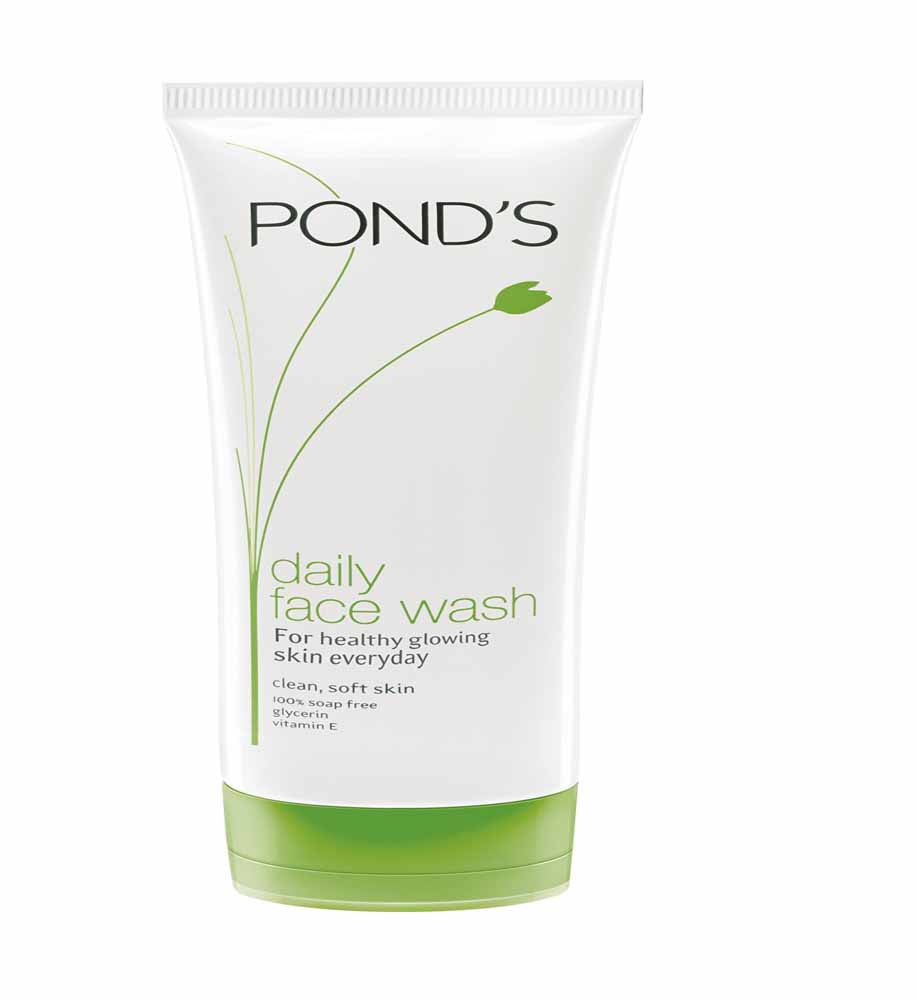 POND'S
daily
face wash
For healthy glowing
skin everyday
clean, soft skin
100% soap free
glycerin
vitamin E